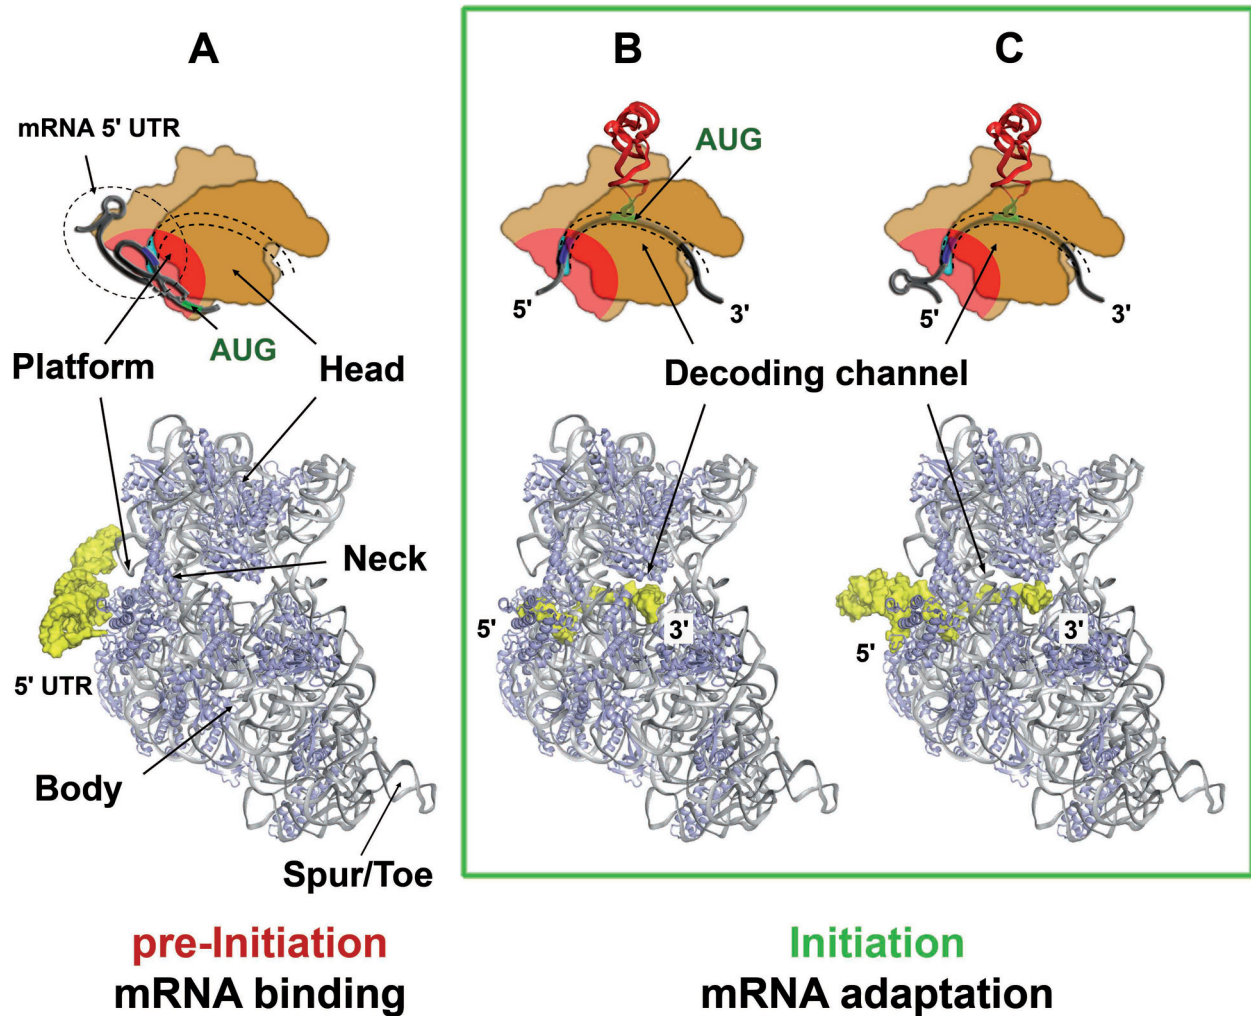 A
B
C
mRNA 5' UTR
AUG
AUG
5'
3'
5'
3'
Platform
Head
Decoding channel
Neck
5'
3'
5'
3'
5' UTR
Body
Spur/Toe
pre-Initiation
mRNA binding
Initiation
mRNA adaptation